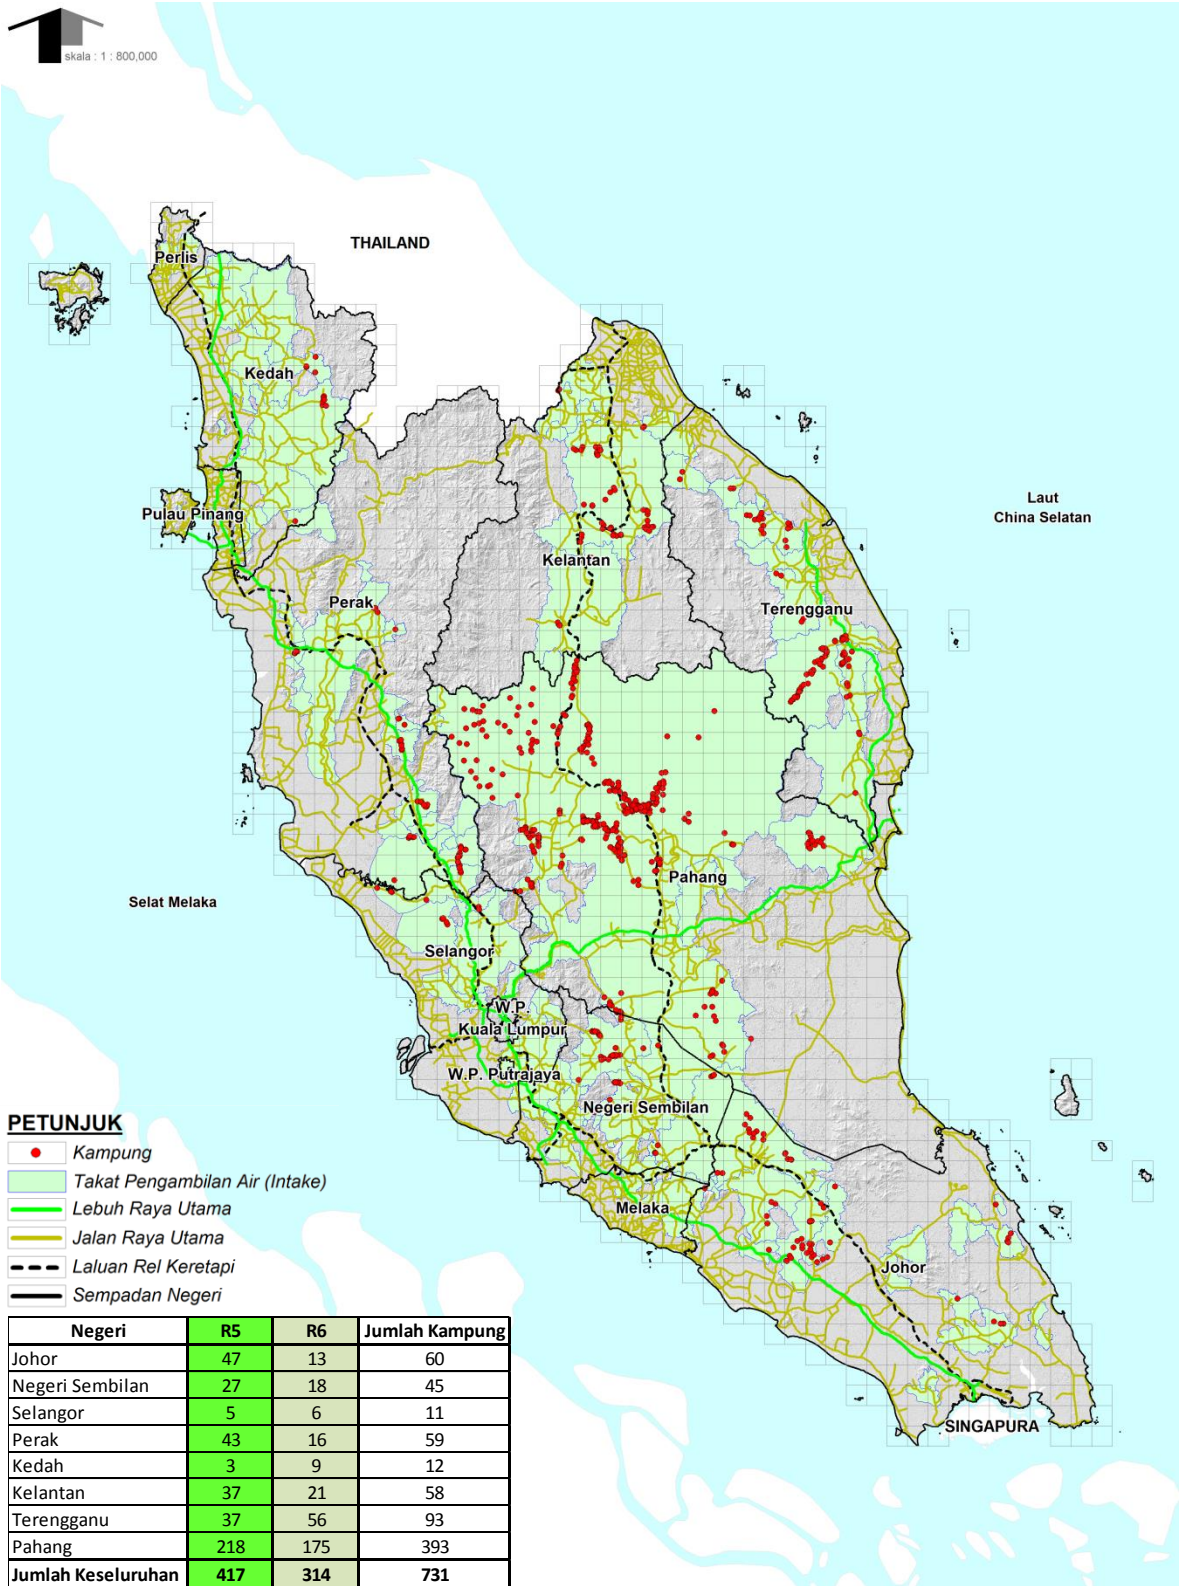 skala : 1 : 800,000
THAILAND
Perlis
Kedah
Laut
China Selatan
Pulau Pinang
Kelantan
Perak
Terengganu
Pahang
Selat Melaka
Selangor
W.P.
Kuala Lumpur
W.P. Putrajaya
Negeri Sembilan
Melaka
Johor
SINGAPURA
PETUNJUK
Kampung
Takat Pengambilan Air (Intake)
Lebuh Raya Utama
Jalan Raya Utama
Laluan Rel Keretapi
Sempadan Negeri
Negeri R5 R6 Jumlah Kampung
Johor 47 13 60
Negeri Sembilan 27 18 45
Selangor 5 6 11
Perak 43 16 59
Kedah 3 9 12
Kelantan 37 21 58
Terengganu 37 56 93
Pahang 218 175 393
Jumlah Keseluruhan 417 314 731